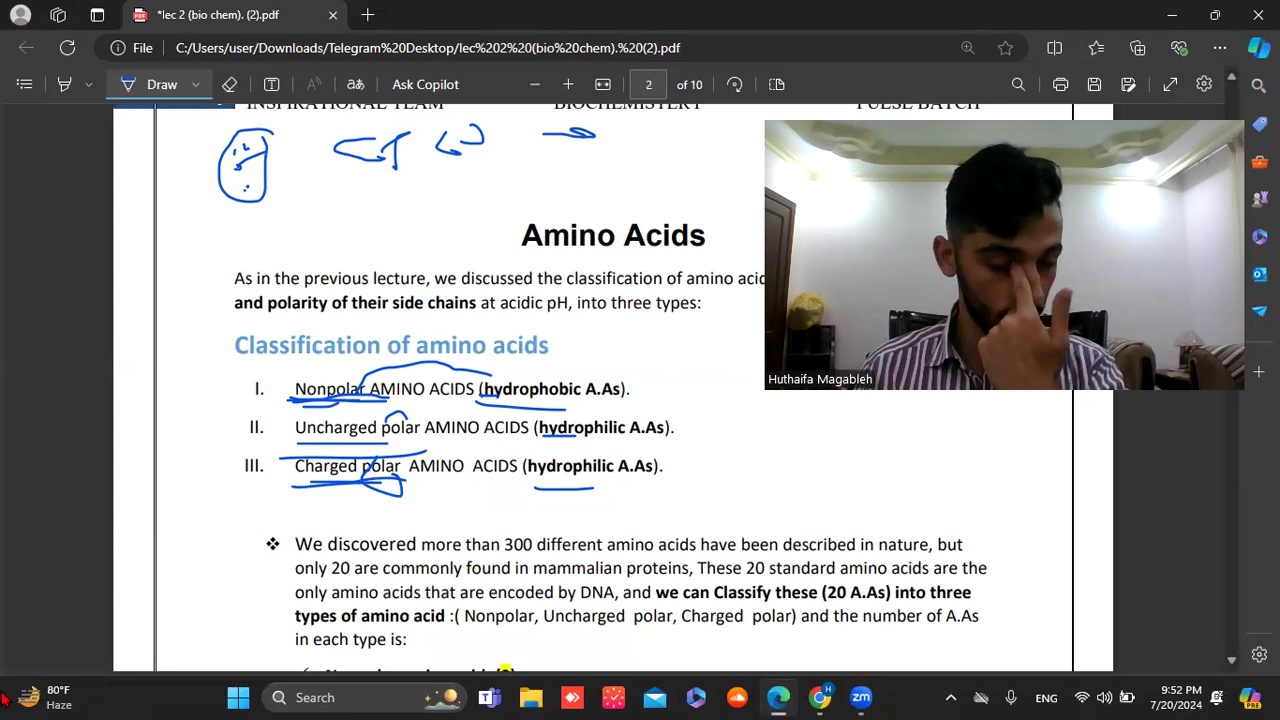 *lec 2 (bio chem). (2).pdf
File
C:/Users/user/Downloads/Telegram%20Desktop/lec%202%20(bio%20chem).%20(2).pdf
Draw
Ask Copilot
2
of 10
INSPIRATIONAL TEAM
BIOCHEMISTERY
PULSE BATCH
Amino Acids
As in the previous lecture, we discussed the classification of amino acid
and polarity of their side chains at acidic pH, into three types:
Classification of amino acids
I. Nonpolar AMINO ACIDS (hydrophobic A.As).
II. Uncharged polar AMINO ACIDS (hydrophilic A.As).
III. Charged polar AMINO ACIDS (hydrophilic A.As).
❖ We discovered more than 300 different amino acids have been described in nature, but
only 20 are commonly found in mammalian proteins, These 20 standard amino acids are the
only amino acids that are encoded by DNA, and we can Classify these (20 A.As) into three
types of amino acid :( Nonpolar, Uncharged polar, Charged polar) and the number of A.As
in each type is:
Huthaifa Magableh
80°F
Haze
Search
ENG
9:52 PM
7/20/2024